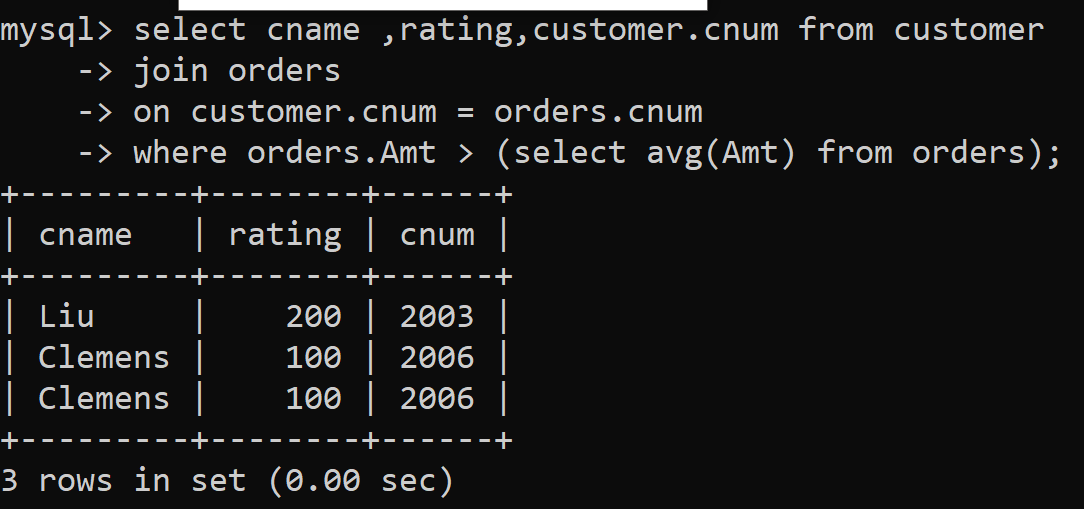 mysql> select cname ,rating,customer.cnum from customer
    -> join orders
    -> on customer.cnum = orders.cnum
    -> where orders.Amt > (select avg(Amt) from orders);
+---------+--------+------+
| cname   | rating | cnum |
+---------+--------+------+
| Liu     |    200 | 2003 |
| Clemens |    100 | 2006 |
| Clemens |    100 | 2006 |
+---------+--------+------+
3 rows in set (0.00 sec)